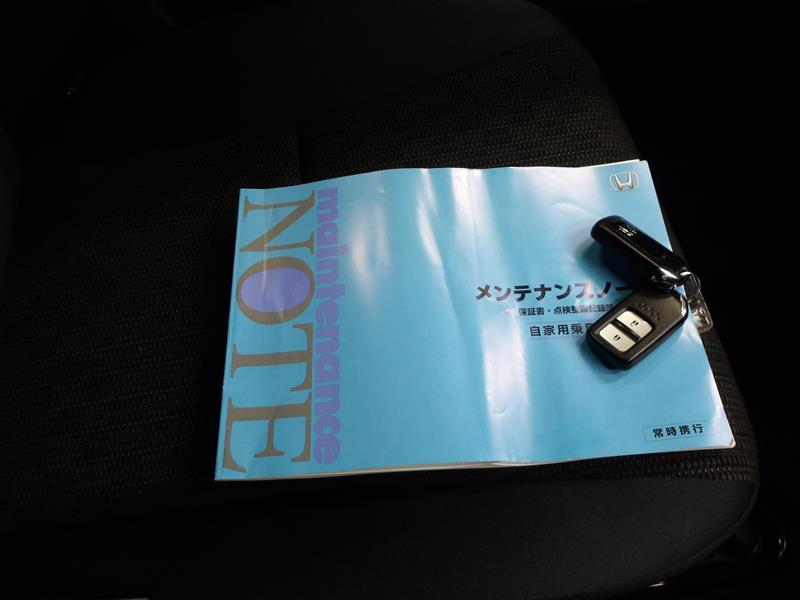 maintenance
NOTE
メンテナンスノー
保証書・点検整備記録簿
自家用乗
常時携行